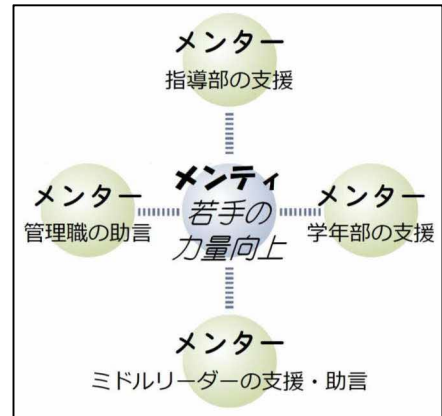 メンター
指導部の支援
メンティ
若手の
力量向上
メンター
管理職の助言
メンター
学年部の支援
メンター
ミドルリーダーの支援・助言